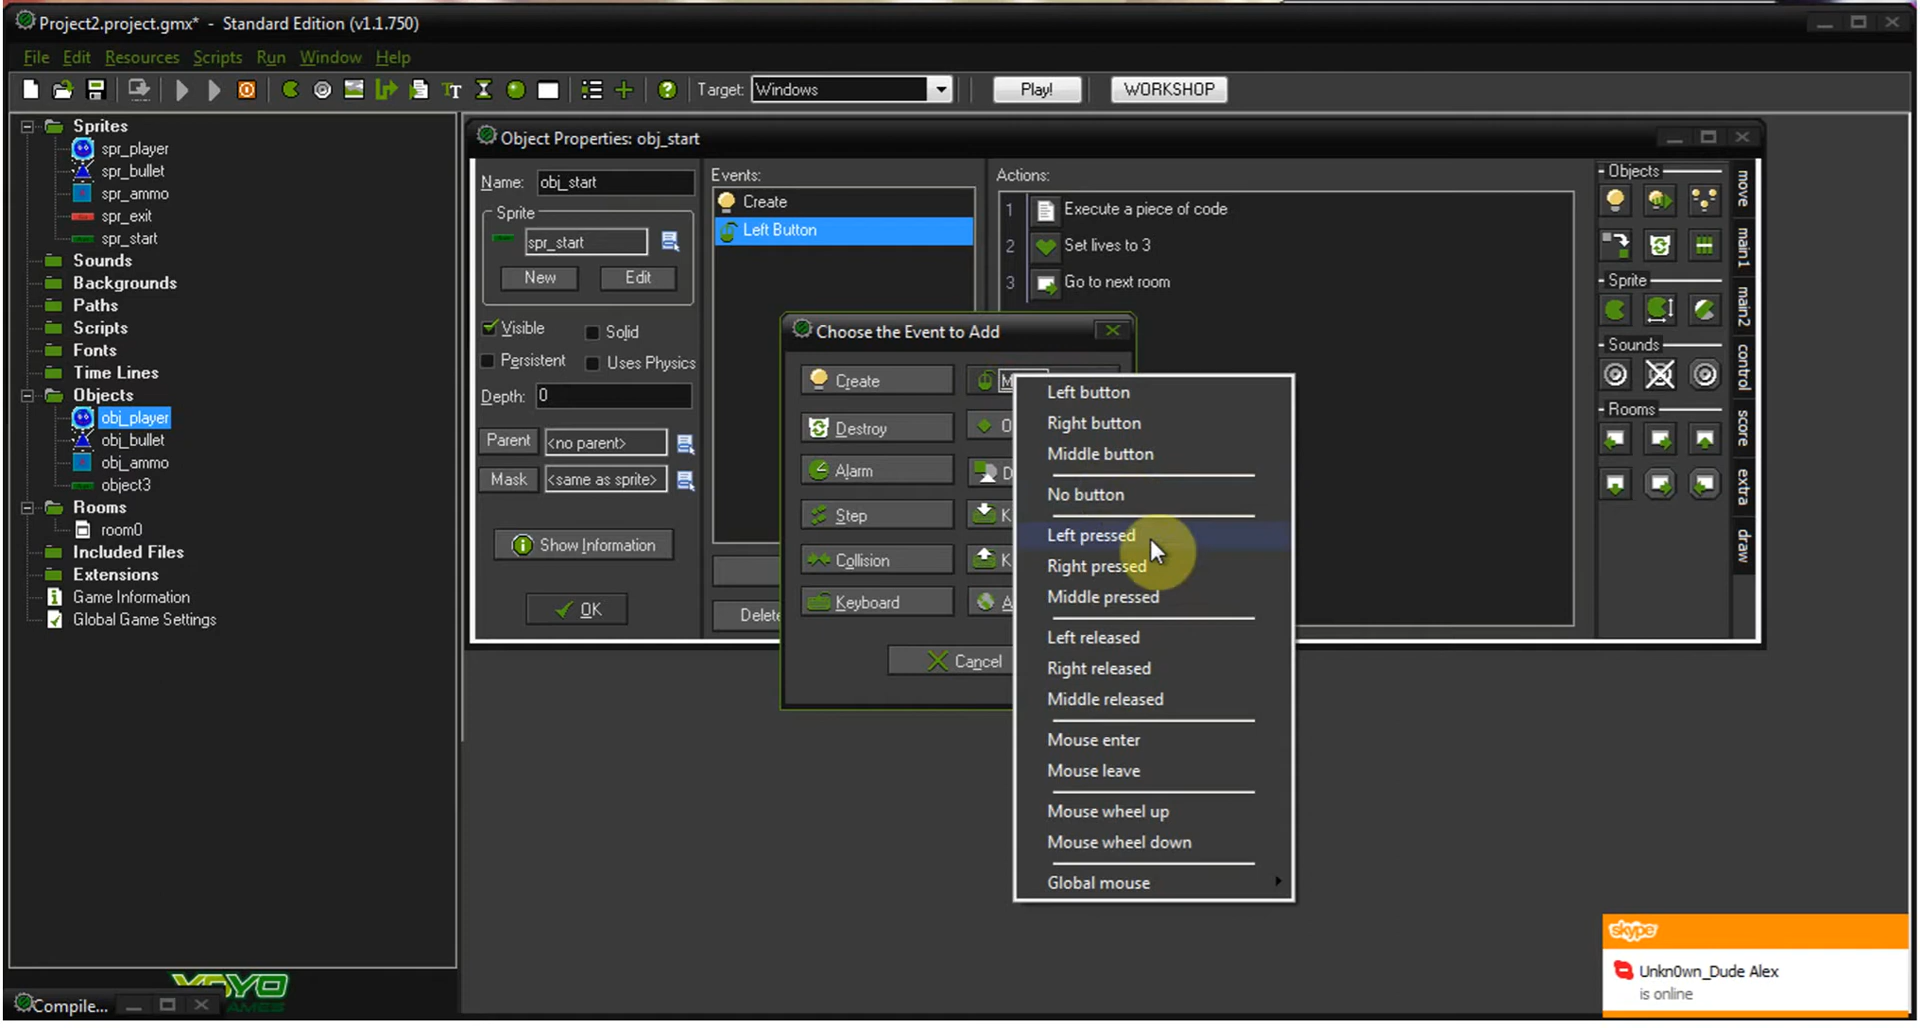 Project2.project.gmx* - Standard Edition (v1.1.750)
File Edit Resources Scripts Run Window Help
Target: Windows Play! WORKSHOP
Sprites
spr_player
spr_bullet
spr_ammo
spr_exit
spr_start
Sounds
Backgrounds
Paths
Scripts
Fonts
Time Lines
Objects
obj_player
obj_bullet
obj_ammo
object3
Rooms
room0
Included Files
Extensions
Game Information
Global Game Settings
Compile...
Object Properties: obj_start
Name: obj_start
Sprite
spr_start
New Edit
Visible Solid
Persistent Uses Physics
Depth: 0
Parent <no parent>
Mask <same as sprite>
Show Information
OK
Events:
Create
Left Button
Delete
Actions:
1 Execute a piece of code
2 Set lives to 3
3 Go to next room
Choose the Event to Add
Create
Destroy
Alarm
Step
Collision
Keyboard
Cancel
Left button
Right button
Middle button
No button
Left pressed
Right pressed
Middle pressed
Left released
Right released
Middle released
Mouse enter
Mouse leave
Mouse wheel up
Mouse wheel down
Global mouse
Objects
Sprite
Sounds
Rooms
move
main1
main2
control
score
extra
draw
skype
Unkn0wn_Dude Alex
is online